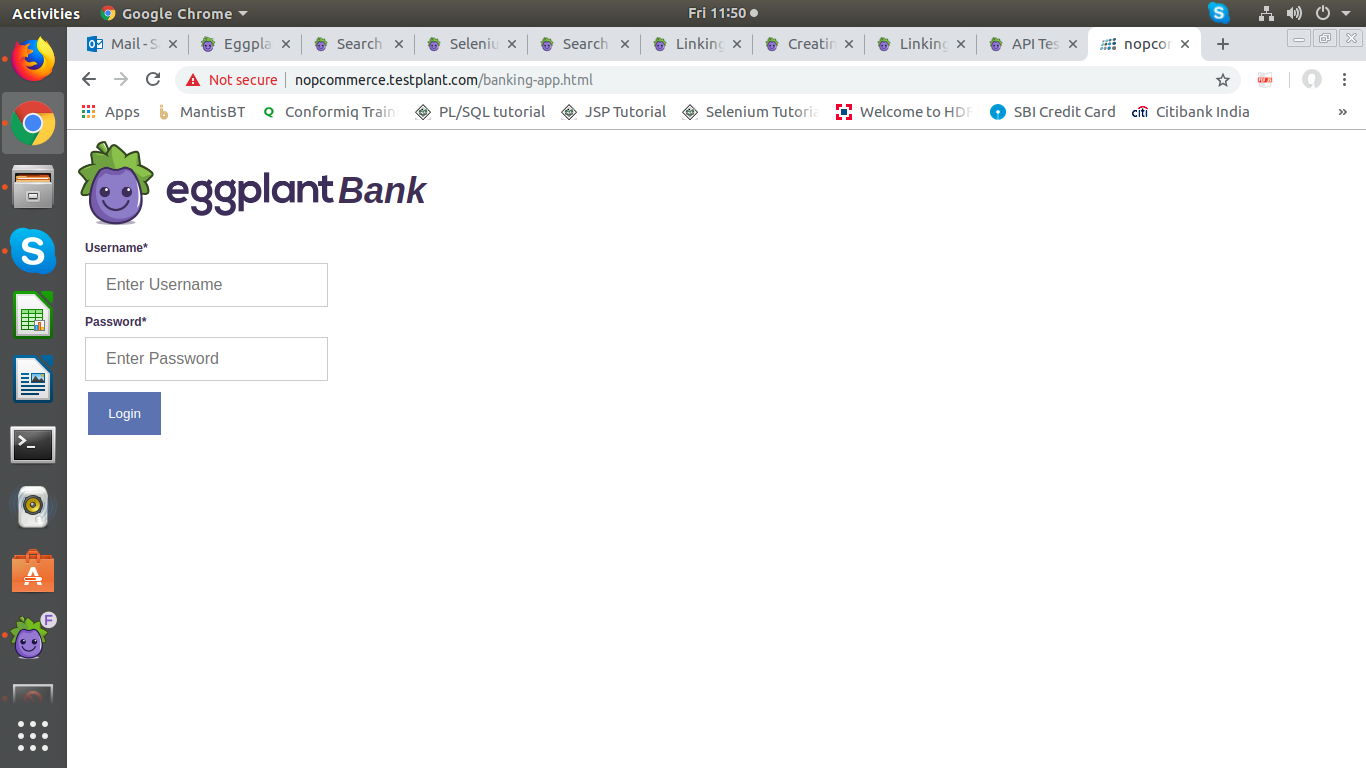 Activities Google Chrome Fri 11:50
Mail - S Eggpla Search Seleniu Search Linking Creatin Linking API Tes nopcor
Not secure nopcommerce.testplant.com/banking-app.html
Apps MantisBT Conformiq Train PL/SQL tutorial JSP Tutorial Selenium Tutoria Welcome to HDF SBI Credit Card citi Citibank India »
eggplant Bank
Username*
Enter Username
Password*
Enter Password
Login
F